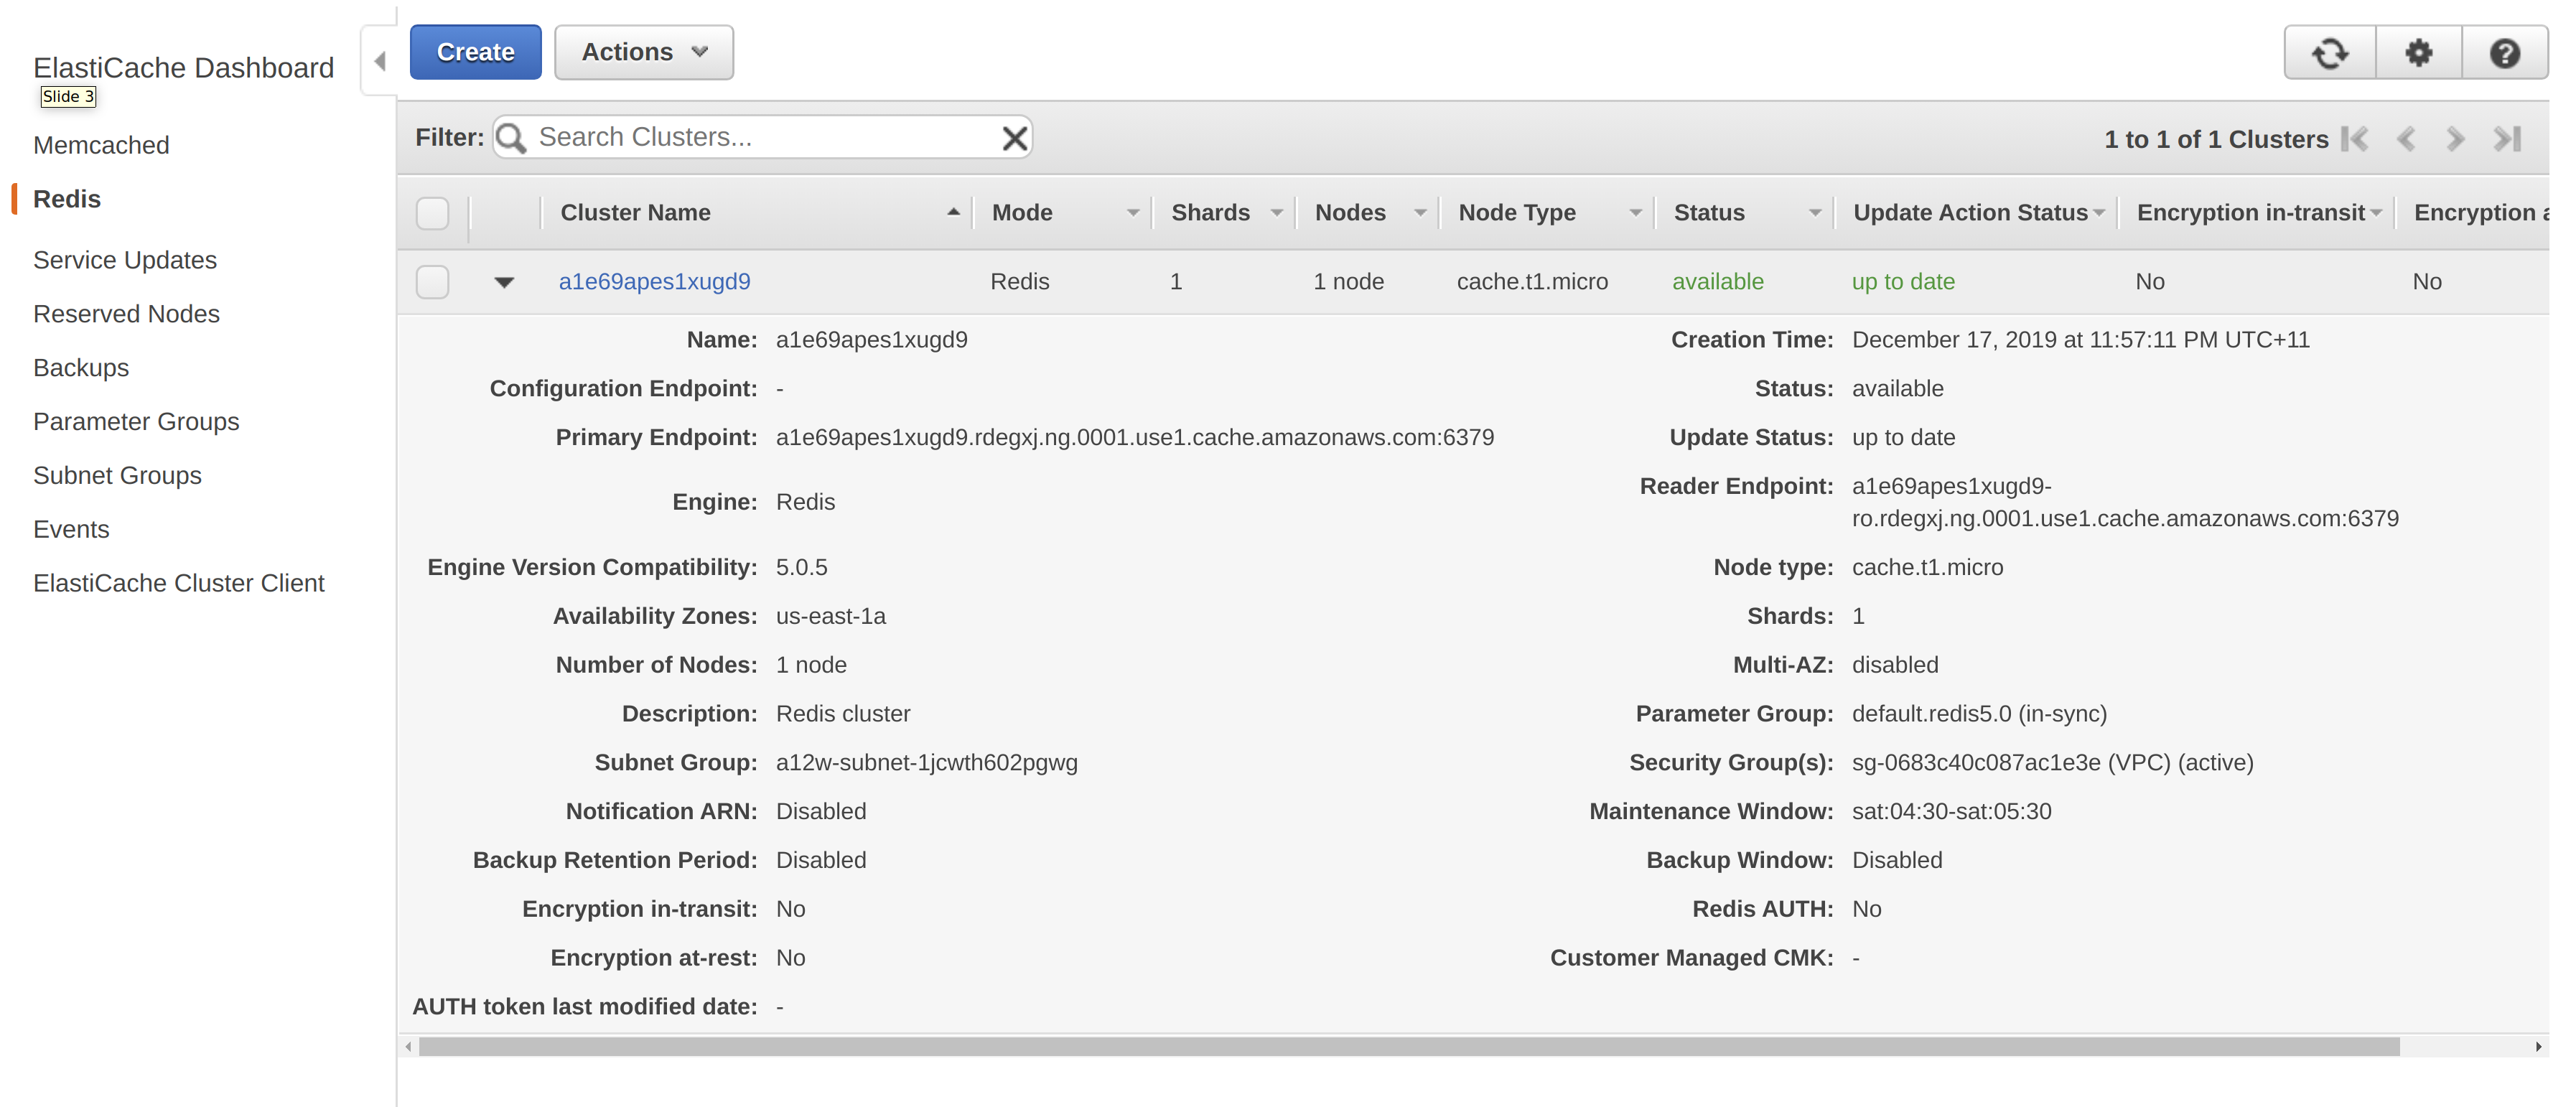 ElastiCache Dashboard
Slide 3
Memcached
Redis
Service Updates
Reserved Nodes
Backups
Parameter Groups
Subnet Groups
Events
ElastiCache Cluster Client
Create Actions
Filter: Search Clusters... 1 to 1 of 1 Clusters
Cluster Name Mode Shards Nodes Node Type Status Update Action Status Encryption in-transit Encryption a
a1e69apes1xugd9 Redis 1 1 node cache.t1.micro available up to date No No
Name: a1e69apes1xugd9 Creation Time: December 17, 2019 at 11:57:11 PM UTC+11
Configuration Endpoint: - Status: available
Primary Endpoint: a1e69apes1xugd9.rdegxj.ng.0001.use1.cache.amazonaws.com:6379 Update Status: up to date
Engine: Redis Reader Endpoint: a1e69apes1xugd9-
ro.rdegxj.ng.0001.use1.cache.amazonaws.com:6379
Engine Version Compatibility: 5.0.5 Node type: cache.t1.micro
Availability Zones: us-east-1a Shards: 1
Number of Nodes: 1 node Multi-AZ: disabled
Description: Redis cluster Parameter Group: default.redis5.0 (in-sync)
Subnet Group: a12w-subnet-1jcwth602pgwg Security Group(s): sg-0683c40c087ac1e3e (VPC) (active)
Notification ARN: Disabled Maintenance Window: sat:04:30-sat:05:30
Backup Retention Period: Disabled Backup Window: Disabled
Encryption in-transit: No Redis AUTH: No
Encryption at-rest: No Customer Managed CMK: -
AUTH token last modified date: -